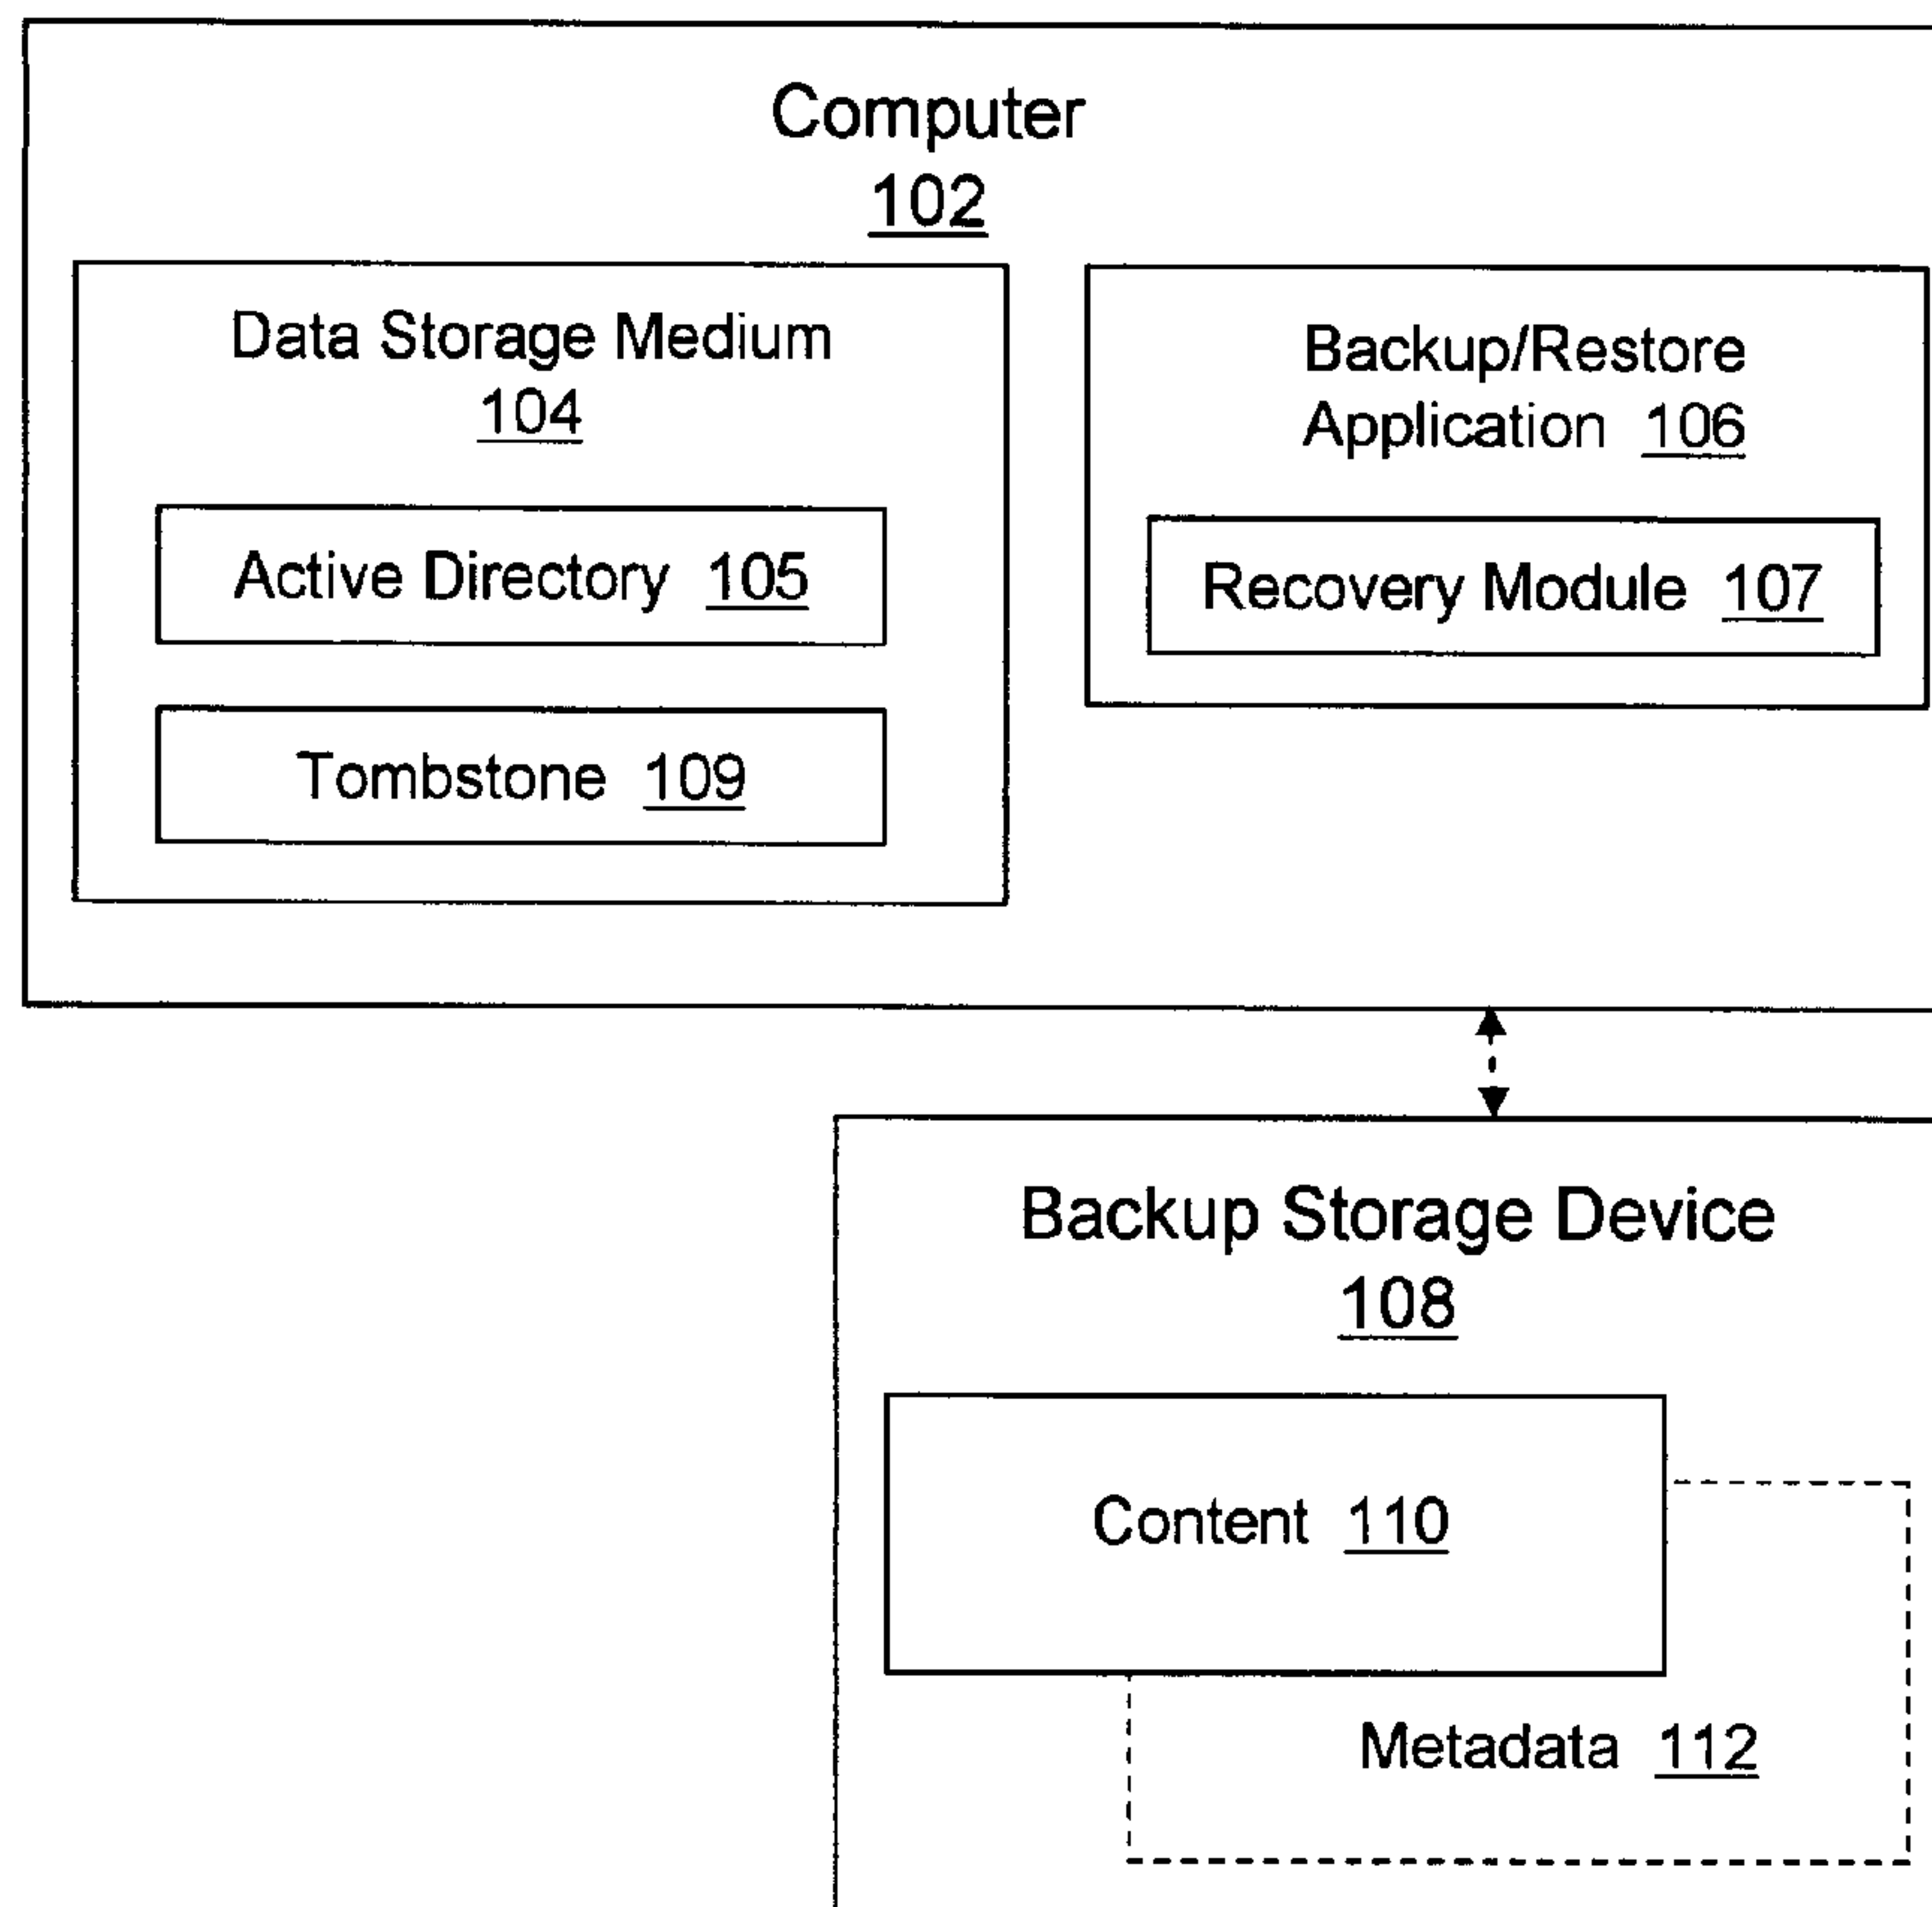 Computer
102
Data Storage Medium
104
Active Directory 105
Tombstone 109
Backup/Restore
Application 106
Recovery Module 107
Backup Storage Device
108
Content 110
Metadata 112